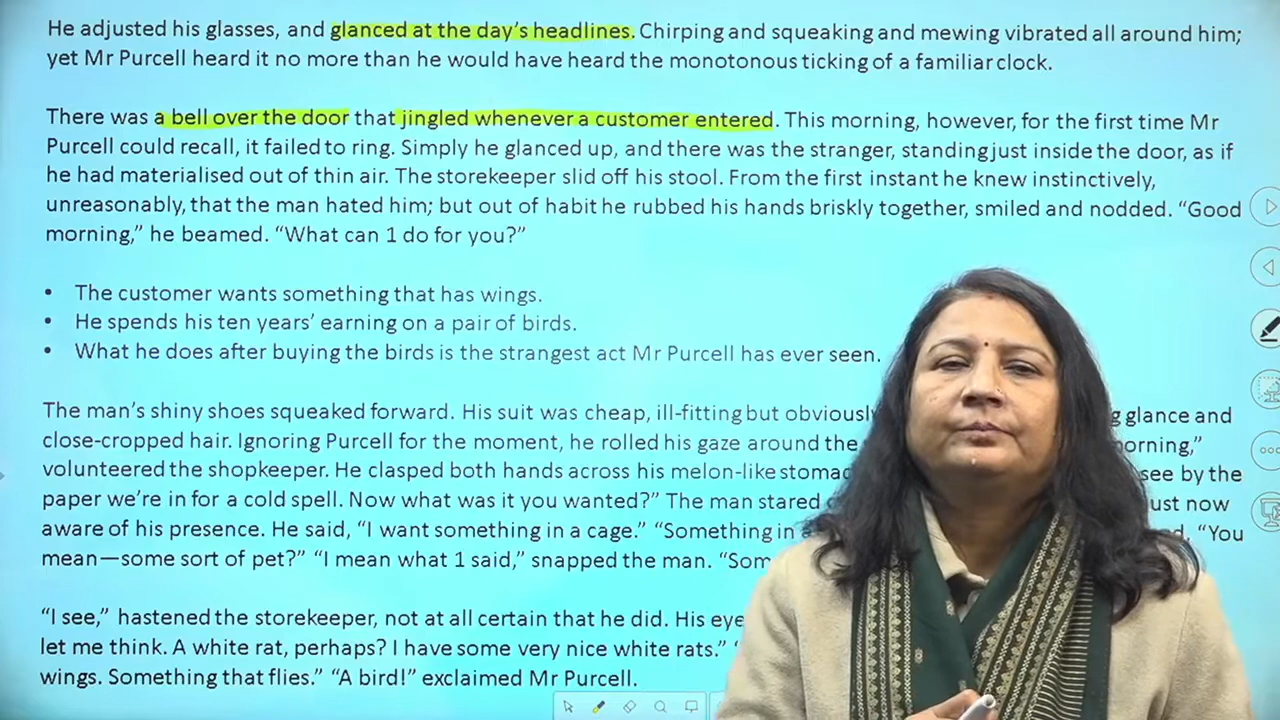 He adjusted his glasses, and glanced at the day's headlines. Chirping and squeaking and mewing vibrated all around him;
yet Mr Purcell heard it no more than he would have heard the monotonous ticking of a familiar clock.
There was a bell over the door that jingled whenever a customer entered. This morning, however, for the first time Mr
Purcell could recall, it failed to ring. Simply he glanced up, and there was the stranger, standing just inside the door, as if
he had materialised out of thin air. The storekeeper slid off his stool. From the first instant he knew instinctively,
unreasonably, that the man hated him; but out of habit he rubbed his hands briskly together, smiled and nodded. “Good
morning,” he beamed. “What can 1 do for you?”
• The customer wants something that has wings.
• He spends his ten years’ earning on a pair of birds.
• What he does after buying the birds is the strangest act Mr Purcell has ever seen.
The man’s shiny shoes squeaked forward. His suit was cheap, ill-fitting but obviously glance and
close-cropped hair. Ignoring Purcell for the moment, he rolled his gaze around the
volunteered the shopkeeper. He clasped both hands across his melon-like see by the
paper we’re in for a cold spell. Now what was it you wanted?” The man stared now
aware of his presence. He said, “I want something in a cage.” “Something in “You
mean—some sort of pet?” “I mean what 1 said,” snapped the man.
“I see,” hastened the storekeeper, not at all certain that he did. His
let me think. A white rat, perhaps? I have some very nice white rats.”
wings. Something that flies.” “A bird!” exclaimed Mr Purcell.